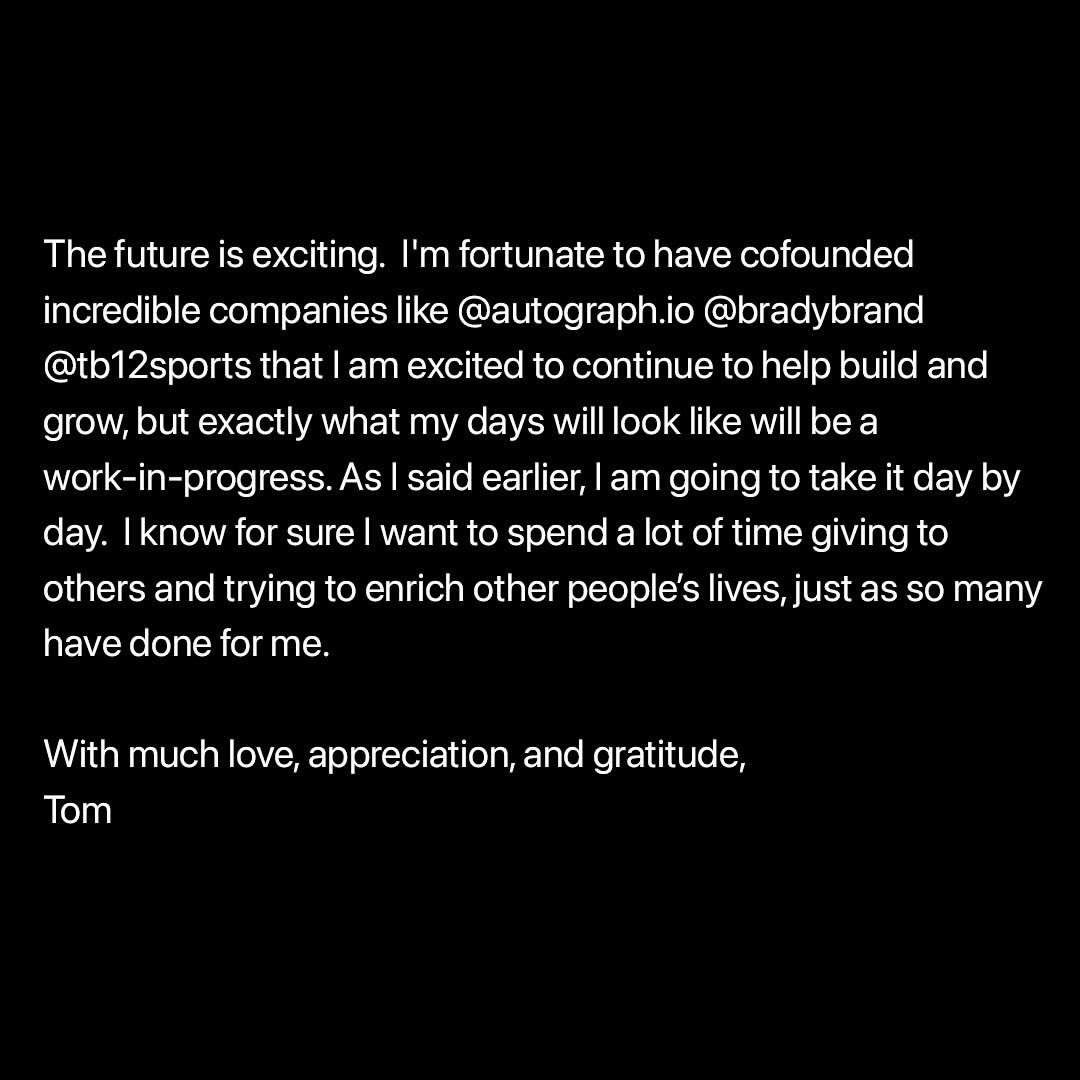 The future is exciting.  I'm fortunate to have cofounded
incredible companies like @autograph.io @bradybrand
@tb12sports that I am excited to continue to help build and
grow, but exactly what my days will look like will be a
work-in-progress. As I said earlier, I am going to take it day by
day.  I know for sure I want to spend a lot of time giving to
others and trying to enrich other people’s lives, just as so many
have done for me.

With much love, appreciation, and gratitude,
Tom